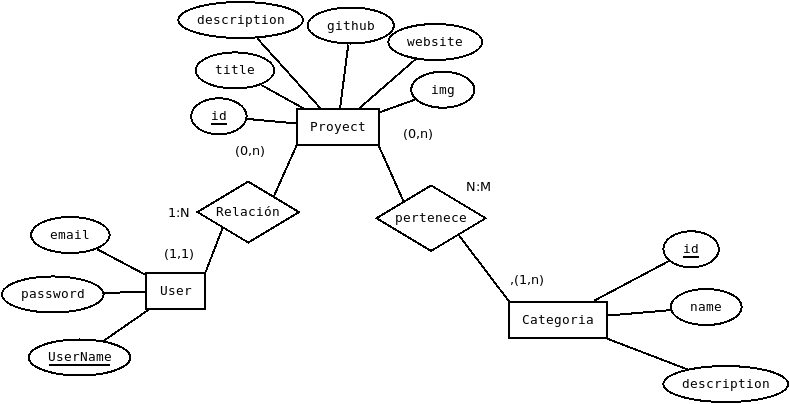 description
github
website
title
img
id
Proyect
(0,n)
(0,n)
N:M
1:N
Relación
pertenece
email
(1,1)
id
,(1,n)
password
User
name
Categoria
UserName
description